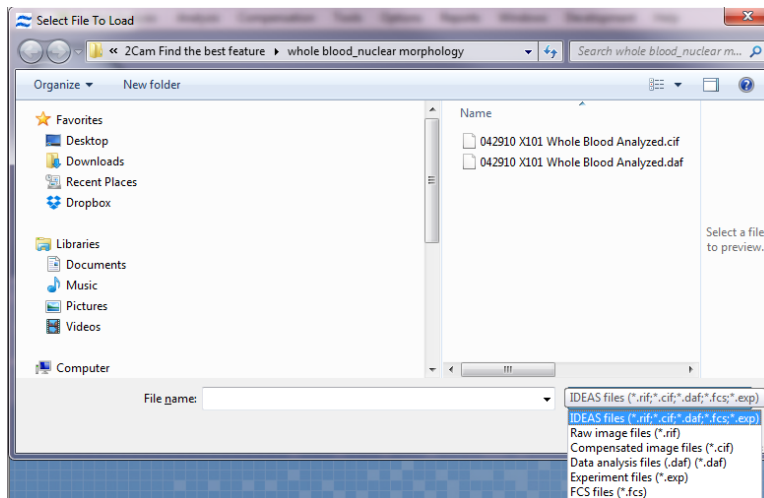 Select File To Load
Analysis Compensation Tools Options Reports Windows Development Help
« 2Cam Find the best feature ▸ whole blood_nuclear morphology
Search whole blood_nuclear m...
Organize New folder
Name
Favorites
Desktop
Downloads
Recent Places
Dropbox
Libraries
Documents
Music
Pictures
Videos
Computer
042910 X101 Whole Blood Analyzed.cif
042910 X101 Whole Blood Analyzed.daf
Select a file
to preview.
File name:
IDEAS files (*.rif;*.cif;*.daf;*.fcs;*.exp)
IDEAS files (*.rif;*.cif;*.daf;*.fcs;*.exp)
Raw image files (*.rif)
Compensated image files (*.cif)
Data analysis files (.daf) (*.daf)
Experiment files (*.exp)
FCS files (*.fcs)